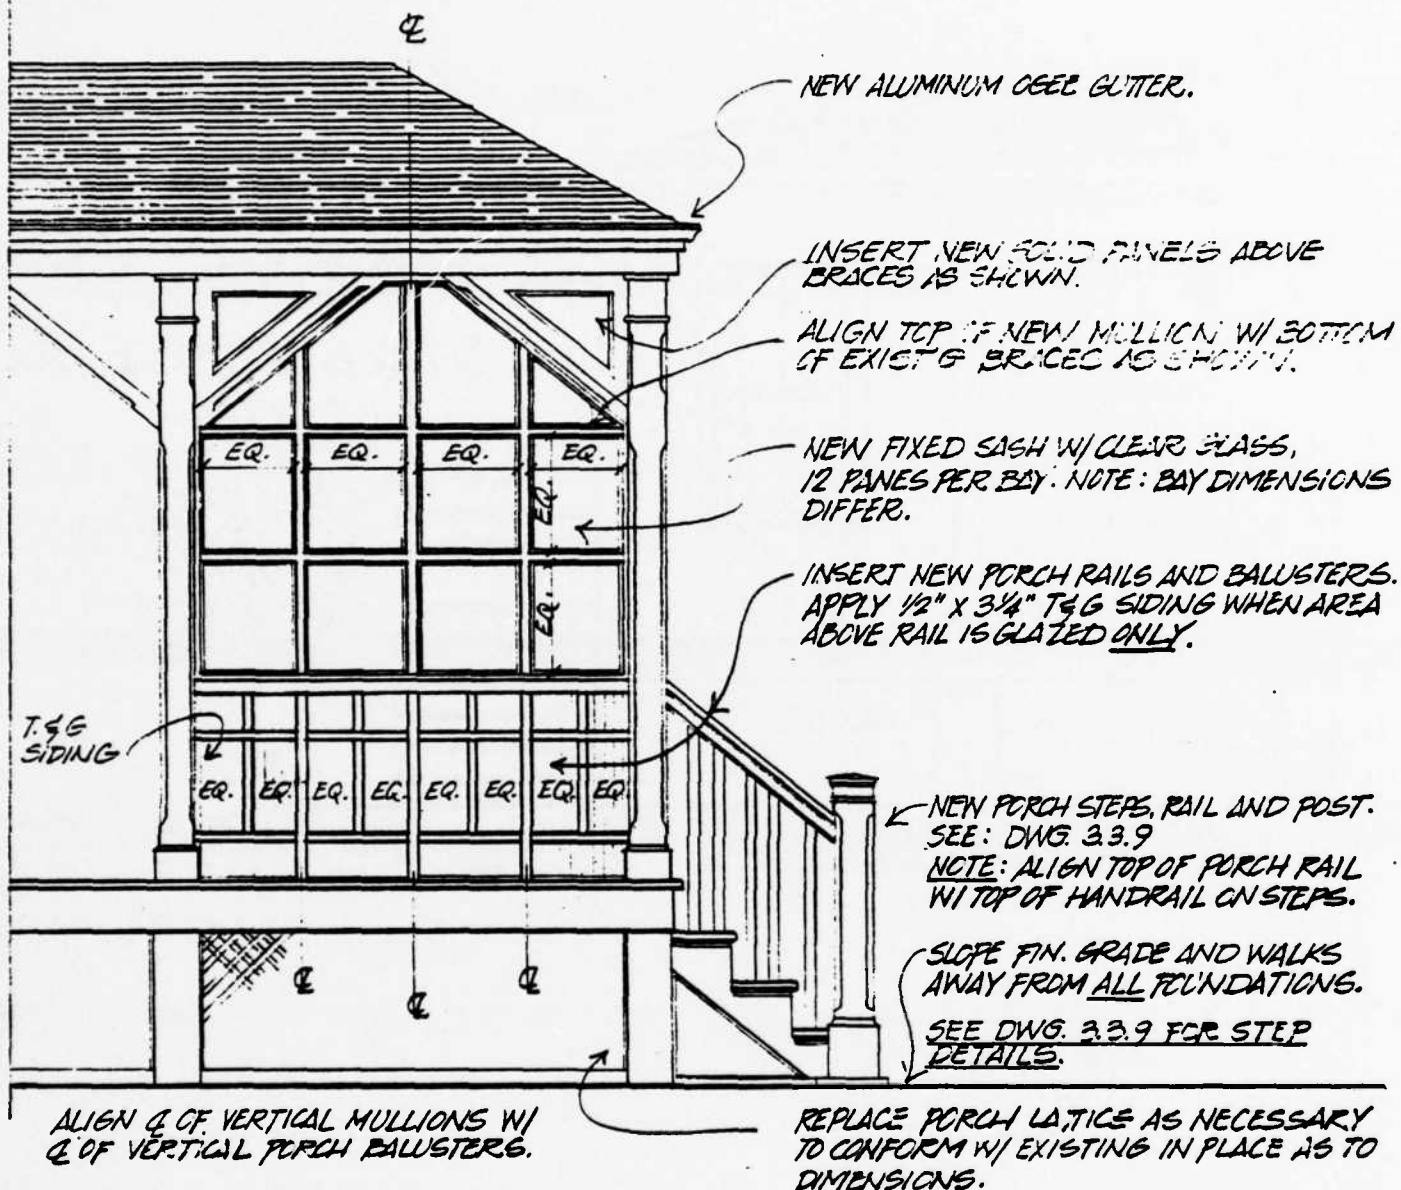 ℄
NEW ALUMINUM OGEE GUTTER.
INSERT NEW SOLID PANELS ABOVE
BRACES AS SHOWN.
ALIGN TOP OF NEW MULLION W/ BOTTOM
OF EXIST'G BRACES AS SHOWN.
EQ. EQ. EQ. EQ.
EQ.
EQ.
NEW FIXED SASH W/ CLEAR GLASS,
12 PANES PER BAY. NOTE: BAY DIMENSIONS
DIFFER.
INSERT NEW PORCH RAILS AND BALUSTERS.
APPLY 1/2" X 3 1/4" T&G SIDING WHEN AREA
ABOVE RAIL IS GLAZED ONLY.
T.&G
SIDING
EQ. EQ. EQ. EQ. EQ. EQ. EQ. EQ.
NEW PORCH STEPS, RAIL AND POST.
SEE: DWG. 3.3.9
NOTE: ALIGN TOP OF PORCH RAIL
W/ TOP OF HANDRAIL ON STEPS.
℄ ℄ ℄
SLOPE FIN. GRADE AND WALKS
AWAY FROM ALL FOUNDATIONS.
SEE DWG. 3.3.9 FOR STEP
DETAILS.
ALIGN ℄ OF VERTICAL MULLIONS W/
℄ OF VERTICAL PORCH BALUSTERS.
REPLACE PORCH LATTICE AS NECESSARY
TO CONFORM W/ EXISTING IN PLACE AS TO
DIMENSIONS.